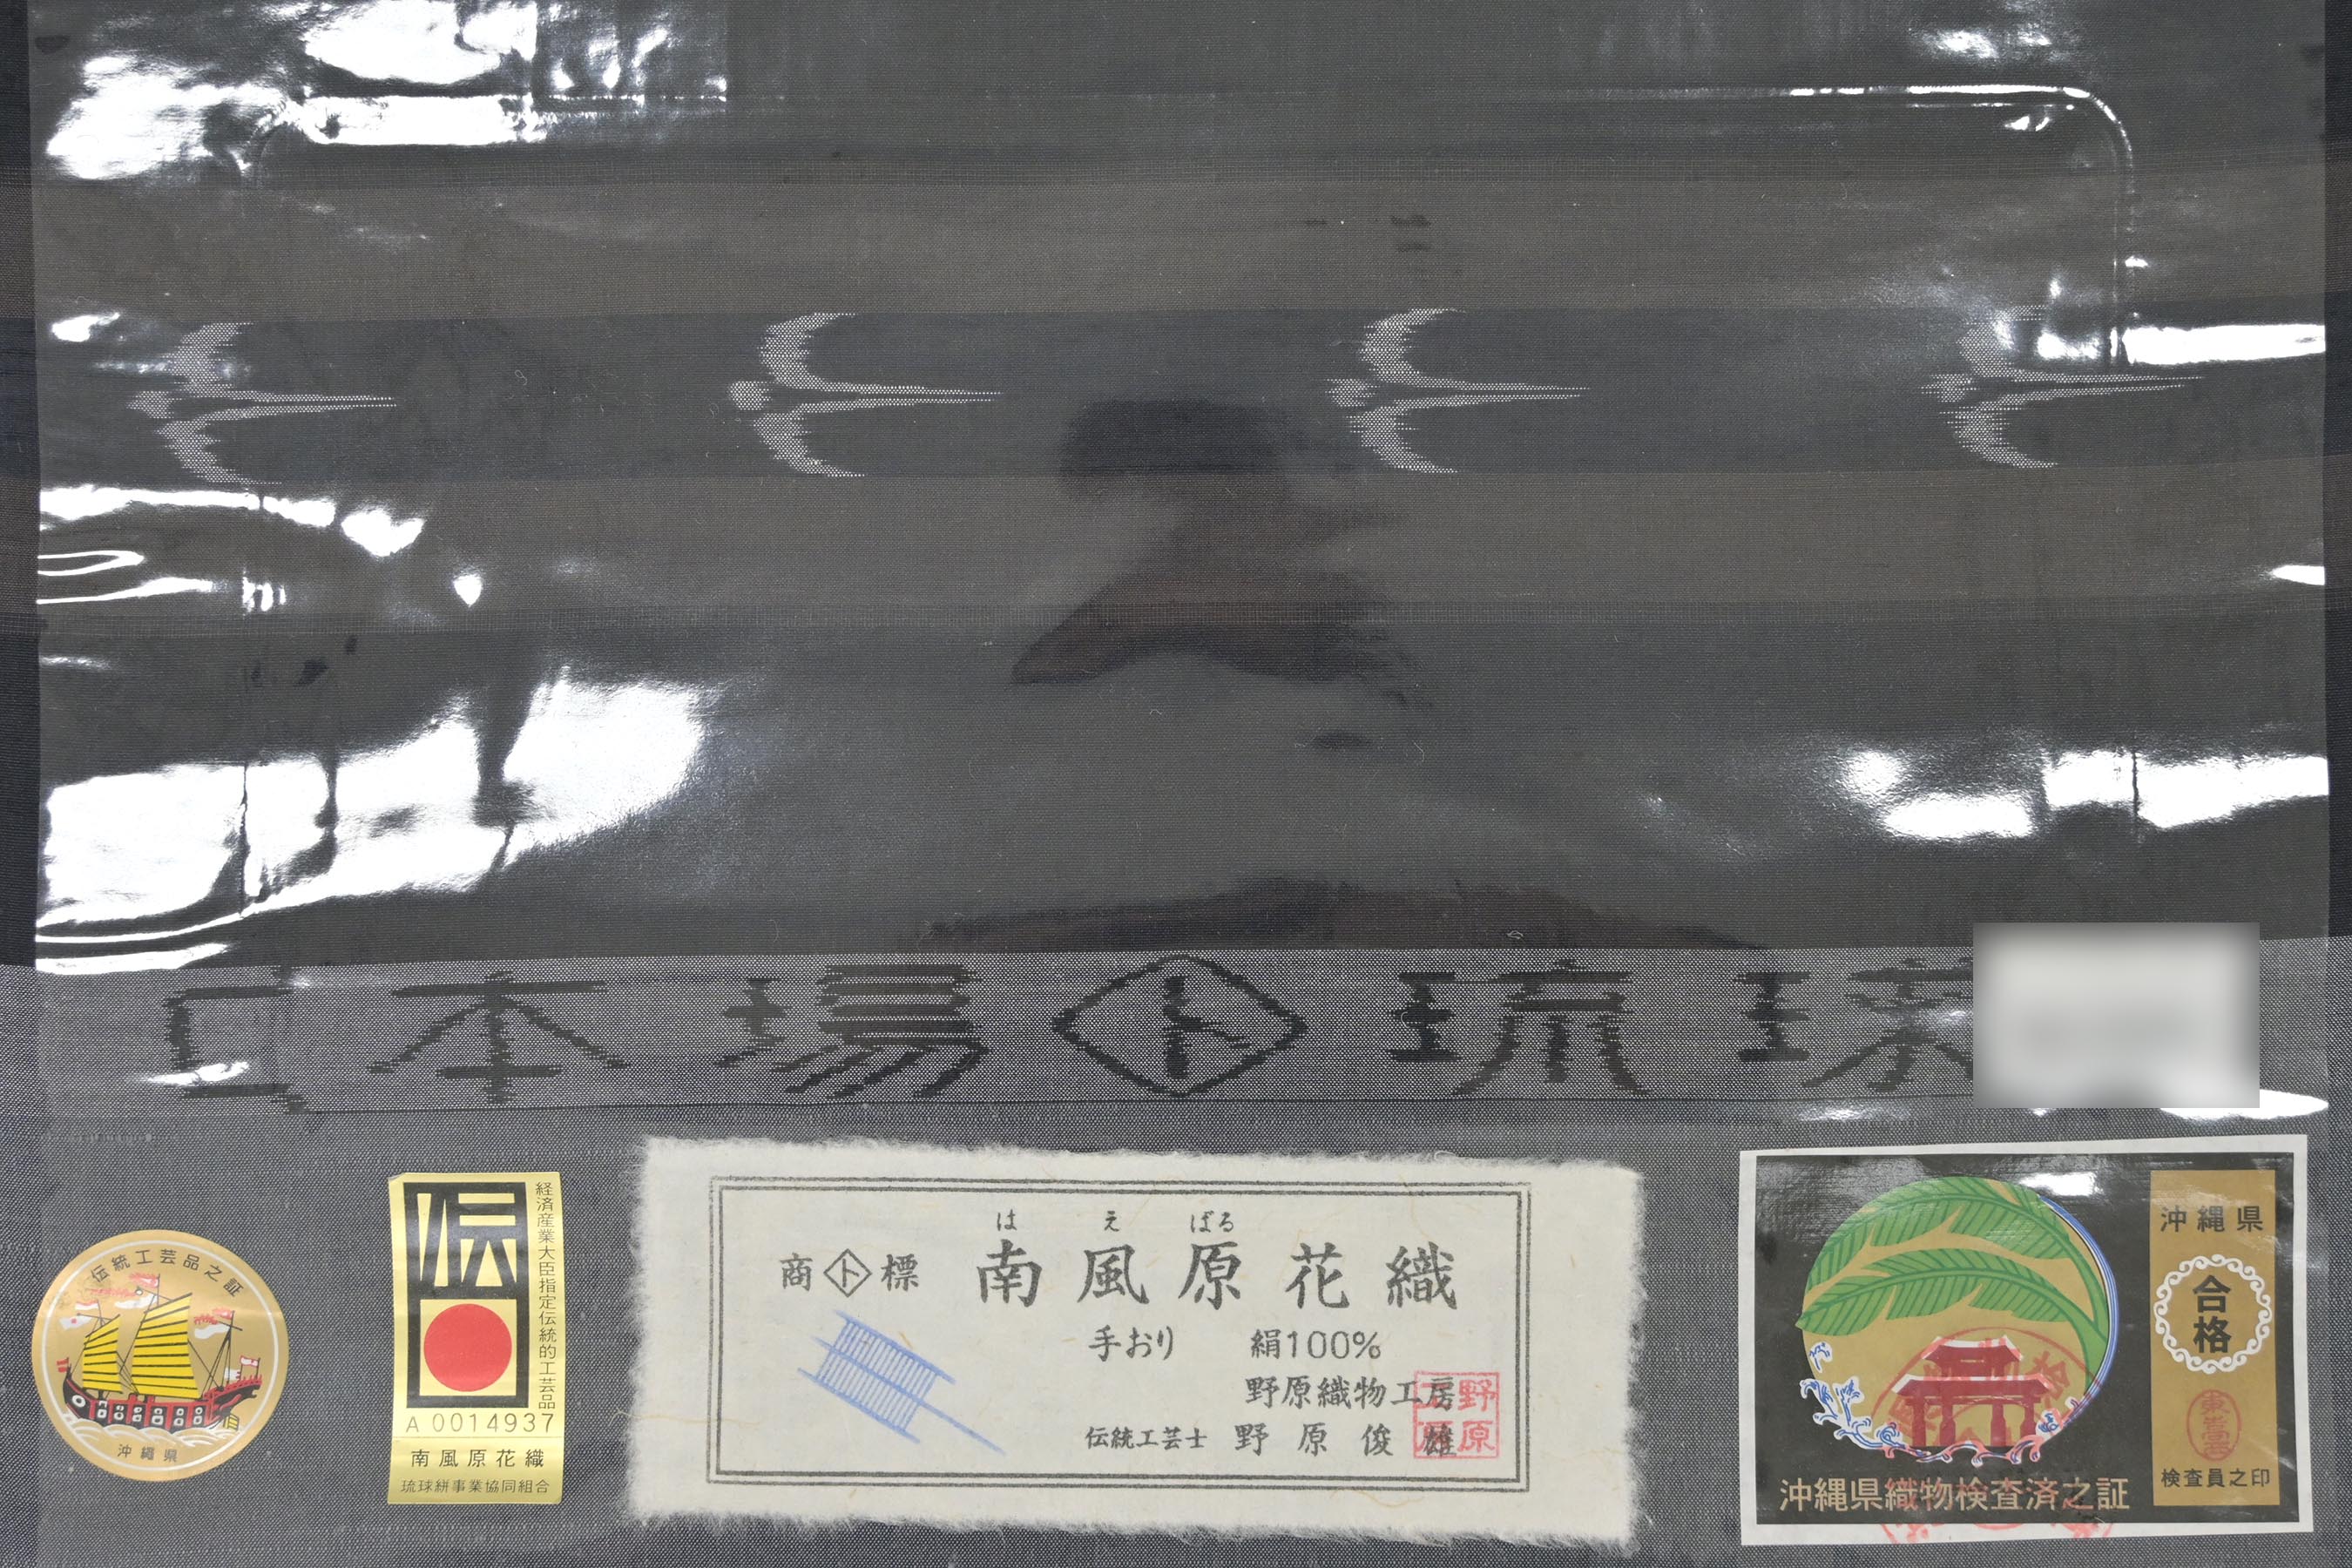 本場 ト 琉球
伝統工芸品之証
沖縄県
伝
経済産業大臣指定伝統的工芸品
A 0014937
南風原花織
琉球絣事業協同組合
は え ばる
商 ト 標 南風原花織
手おり 絹100%
野原織物工房
伝統工芸士 野原俊雄
野原
沖縄県
合格
検査員之印
沖縄県織物検査済之証